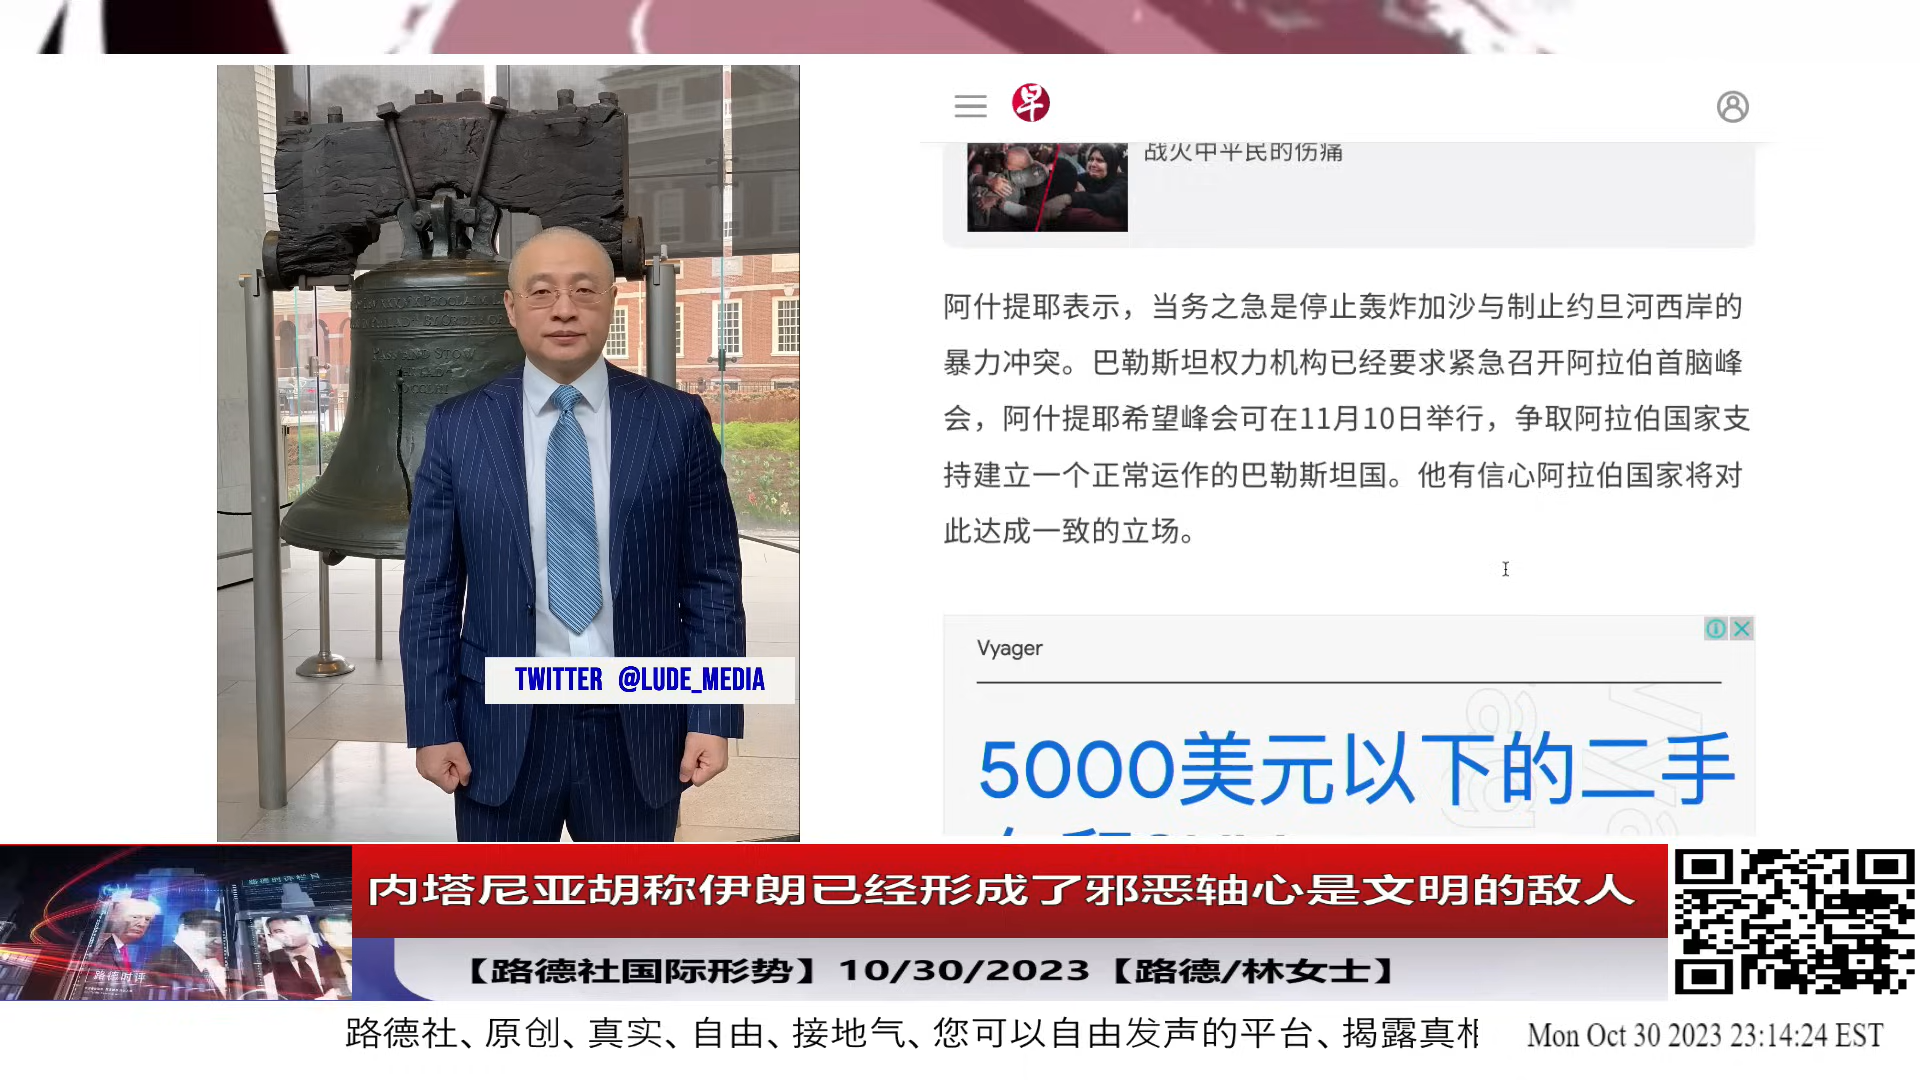 早
战火中平民的伤痛
阿什提耶表示，当务之急是停止轰炸加沙与制止约旦河西岸的
暴力冲突。巴勒斯坦权力机构已经要求紧急召开阿拉伯首脑峰
会，阿什提耶希望峰会可在11月10日举行，争取阿拉伯国家支
持建立一个正常运作的巴勒斯坦国。他有信心阿拉伯国家将对
此达成一致的立场。
PASS AND STOW
TWITTER @LUDE_MEDIA
Vyager
5000美元以下的二手
内塔尼亚胡称伊朗已经形成了邪恶轴心是文明的敌人
路德时评
【路德社国际形势】10/30/2023【路德/林女士】
路德社、原创、真实、自由、接地气、您可以自由发声的平台、揭露真相
Mon Oct 30 2023 23:14:24 EST